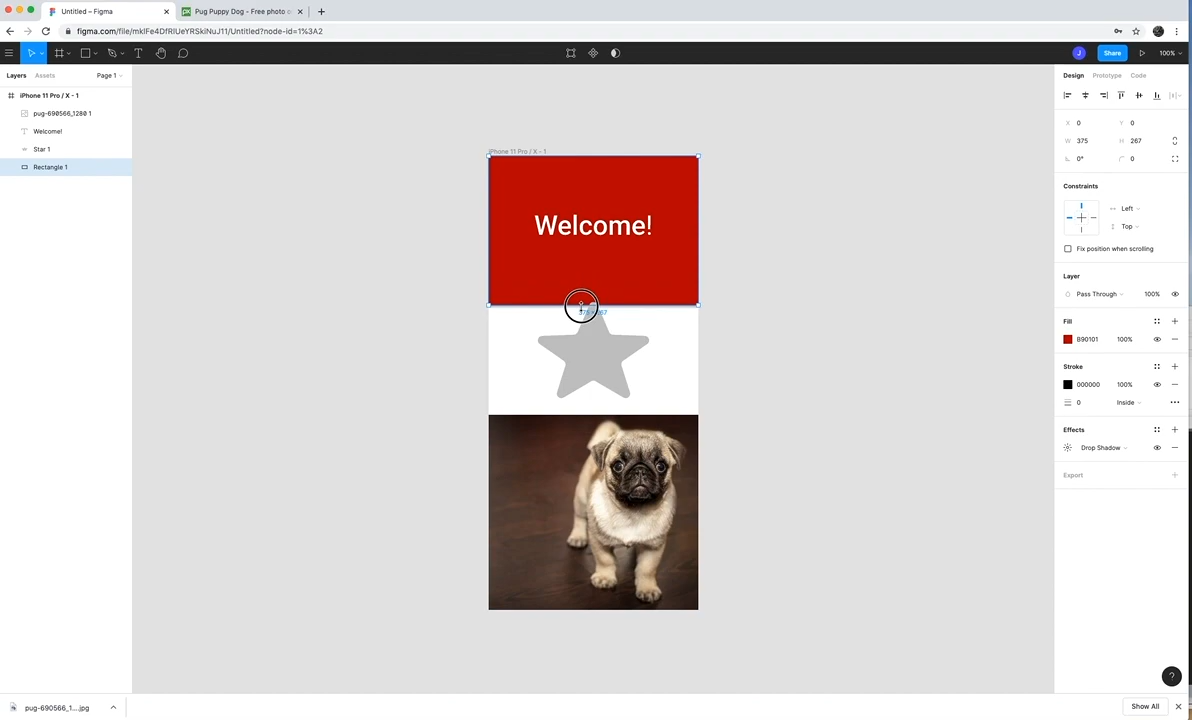 Untitled – Figma
Pug Puppy Dog - Free photo o
figma.com/file/mkIFe4DfRIUeYRSkiNuJ11/Untitled?node-id=1%3A2
J
Share
100%
Layers
Assets
Page 1
Design
Prototype
Code
iPhone 11 Pro / X - 1
pug-690566_1280 1
Welcome!
Star 1
Rectangle 1
iPhone 11 Pro / X - 1
Welcome!
X 0 Y 0
W 375 H 267
0° 0
Constraints
Left
Top
Fix position when scrolling
Layer
Pass Through 100%
Fill
B90101 100%
Stroke
000000 100%
0 Inside
Effects
Drop Shadow
Export
?
pug-690566_1....jpg
Show All